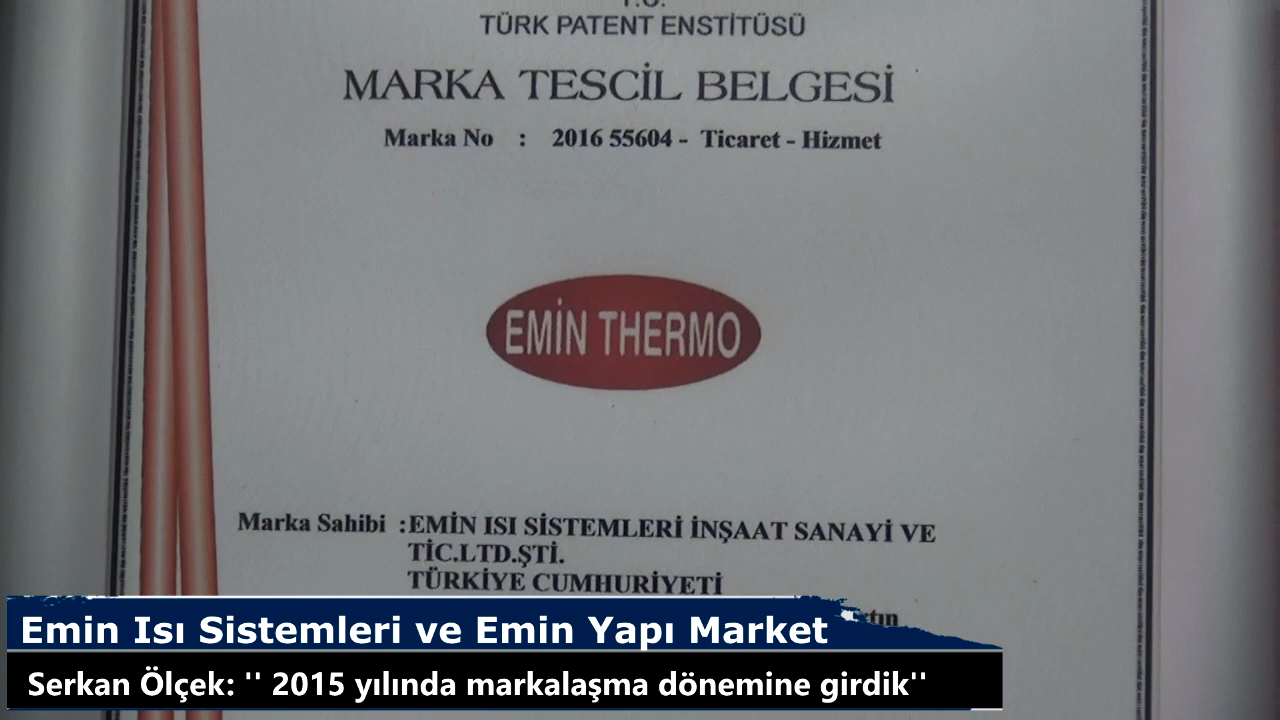 T.C.
TÜRK PATENT ENSTİTÜSÜ
MARKA TESCİL BELGESİ
Marka No : 2016 55604 - Ticaret - Hizmet
EMİN THERMO
Marka Sahibi :EMİN ISI SİSTEMLERİ İNŞAAT SANAYİ VE
TİC.LTD.ŞTİ.
TÜRKİYE CUMHURİYETİ
Emin Isı Sistemleri ve Emin Yapı Market
Serkan Ölçek: '' 2015 yılında markalaşma dönemine girdik''